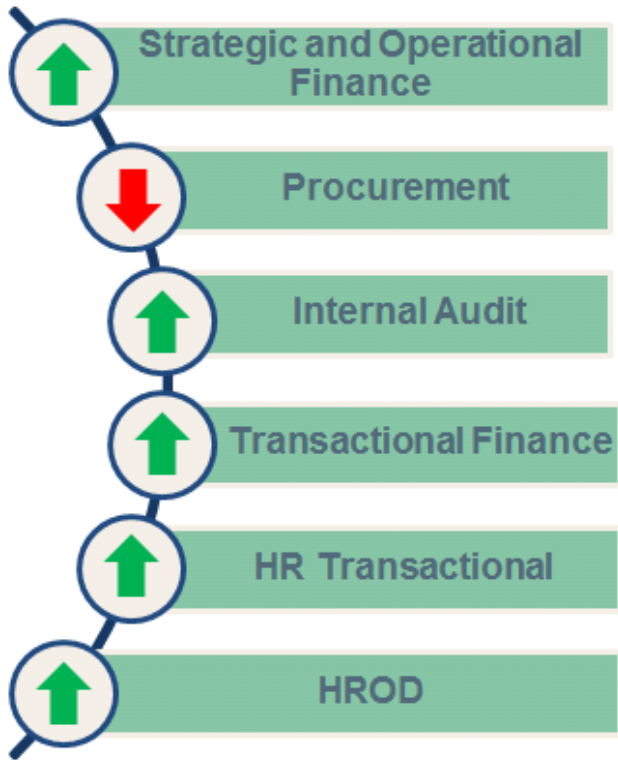 Strategic and Operational
Finance
Procurement
Internal Audit
Transactional Finance
HR Transactional
HROD